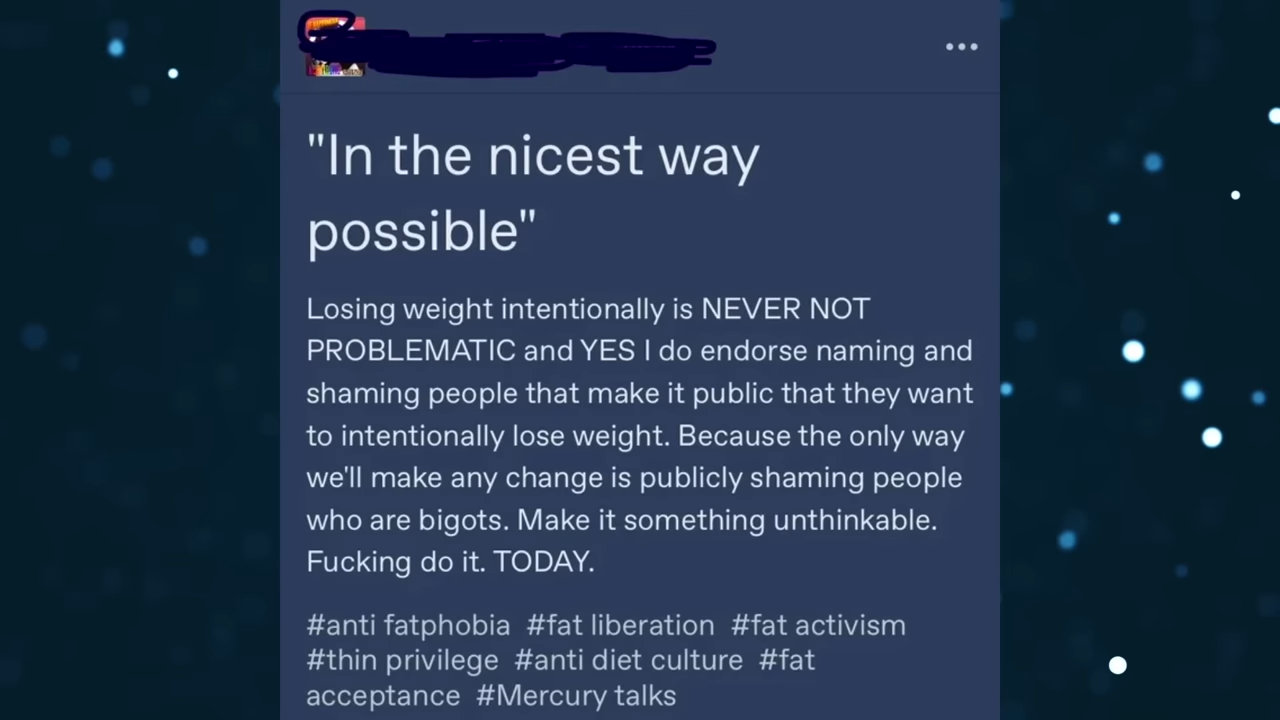 "In the nicest way
possible"
Losing weight intentionally is NEVER NOT
PROBLEMATIC and YES I do endorse naming and
shaming people that make it public that they want
to intentionally lose weight. Because the only way
we'll make any change is publicly shaming people
who are bigots. Make it something unthinkable.
Fucking do it. TODAY.
#anti fatphobia #fat liberation #fat activism
#thin privilege #anti diet culture #fat
acceptance #Mercury talks